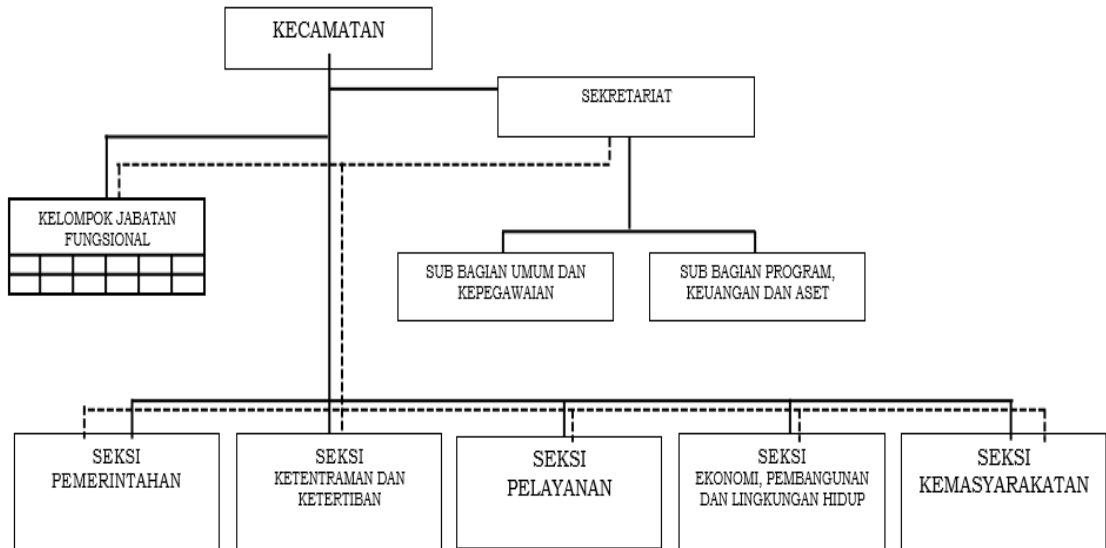 KECAMATAN
SEKRETARIAT
KELOMPOK JABATAN
FUNGSIONAL
SUB BAGIAN UMUM DAN
KEPEGAWAIAN
SUB BAGIAN PROGRAM,
KEUANGAN DAN ASET
SEKSI
PEMERINTAHAN
SEKSI
KETENTRAMAN DAN
KETERTIBAN
SEKSI
PELAYANAN
SEKSI
EKONOMI, PEMBANGUNAN
DAN LINGKUNGAN HIDUP
SEKSI
KEMASYARAKATAN